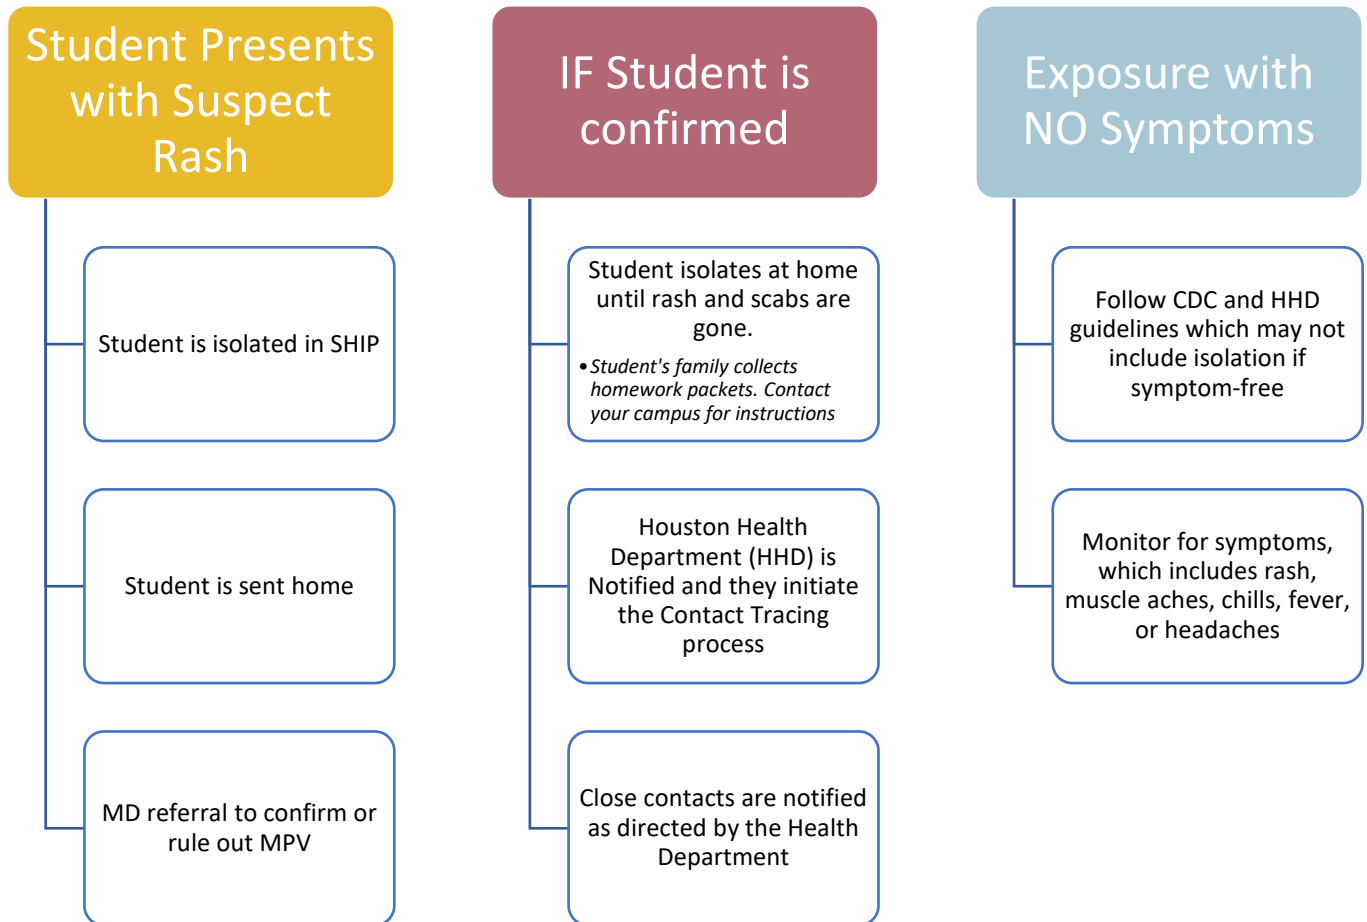 Student Presents
with Suspect
Rash
Student is isolated in SHIP
Student is sent home
MD referral to confirm or
rule out MPV
IF Student is
confirmed
Student isolates at home
until rash and scabs are
gone.
•Student's family collects
homework packets. Contact
your campus for instructions
Houston Health
Department (HHD) is
Notified and they initiate
the Contact Tracing
process
Close contacts are notified
as directed by the Health
Department
Exposure with
NO Symptoms
Follow CDC and HHD
guidelines which may not
include isolation if
symptom-free
Monitor for symptoms,
which includes rash,
muscle aches, chills, fever,
or headaches